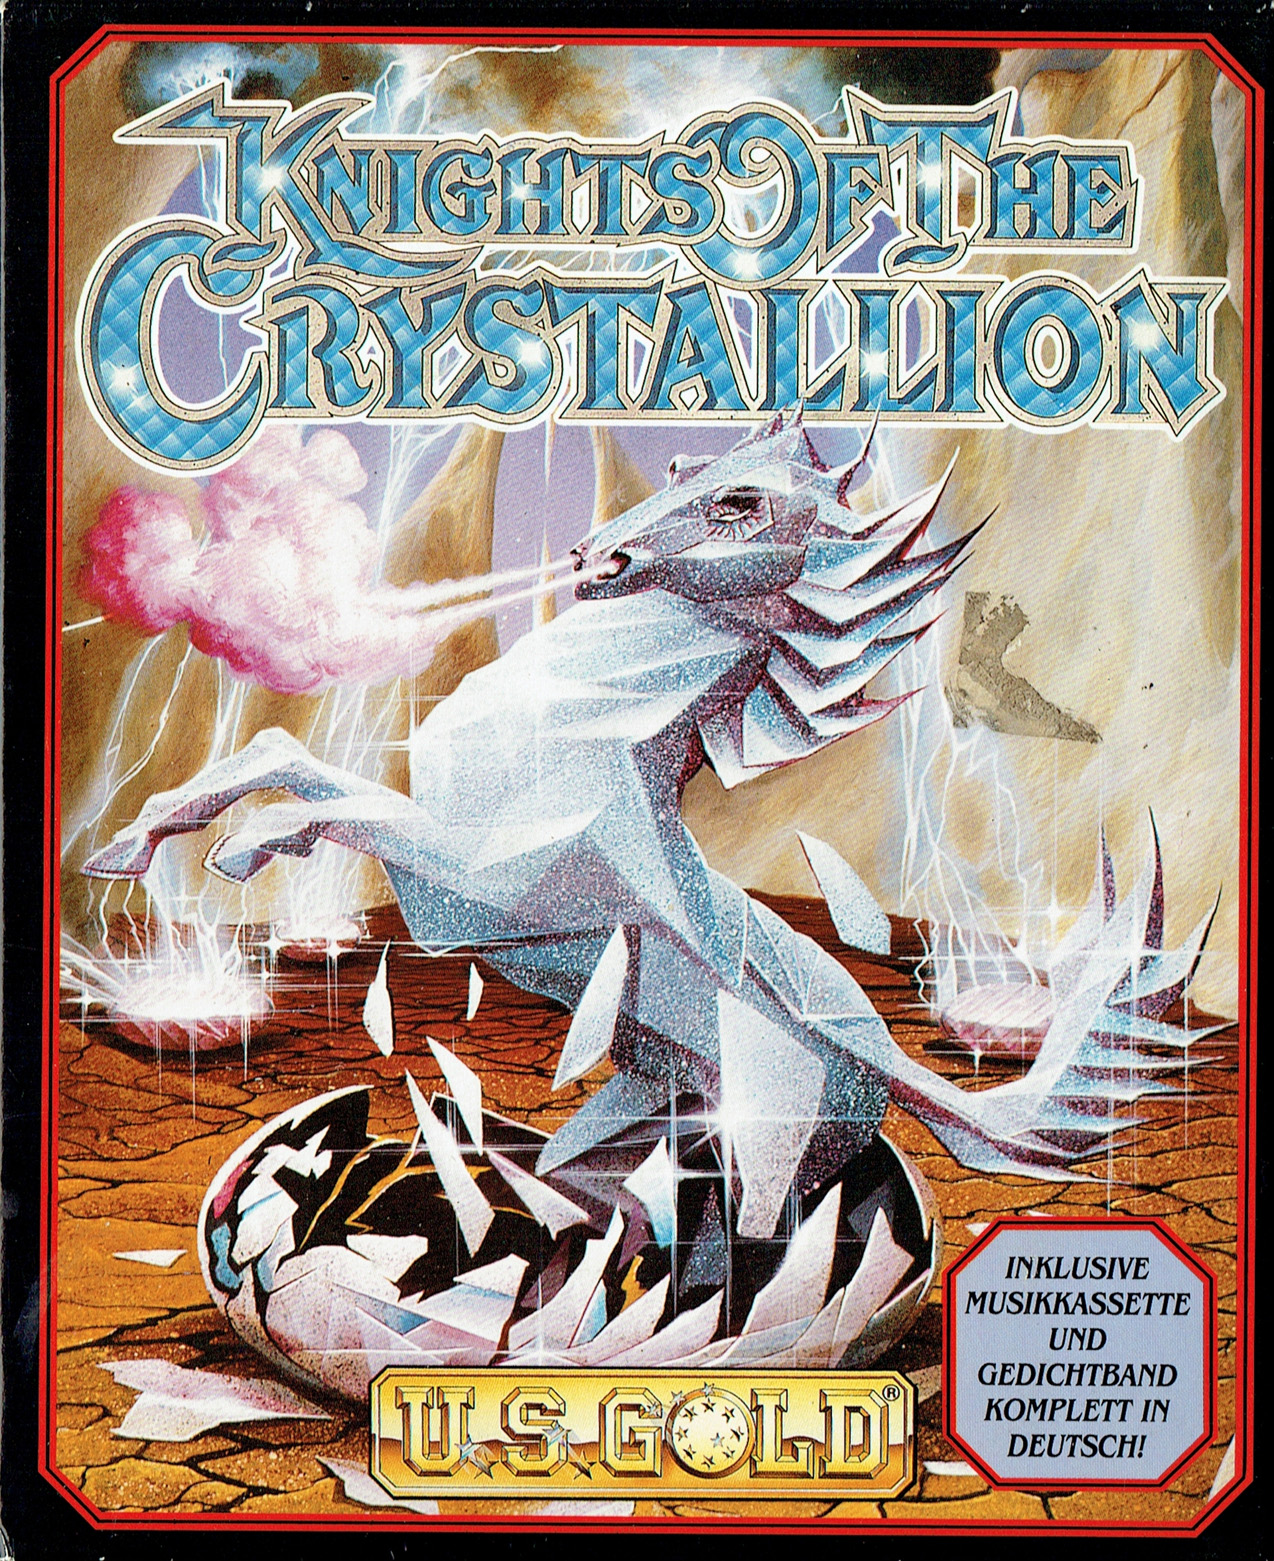 KNIGHTS OF THE
CRYSTALLION
INKLUSIVE
MUSIKKASSETTE
UND
GEDICHTBAND
KOMPLETT IN
DEUTSCH!
U.S. GOLD®